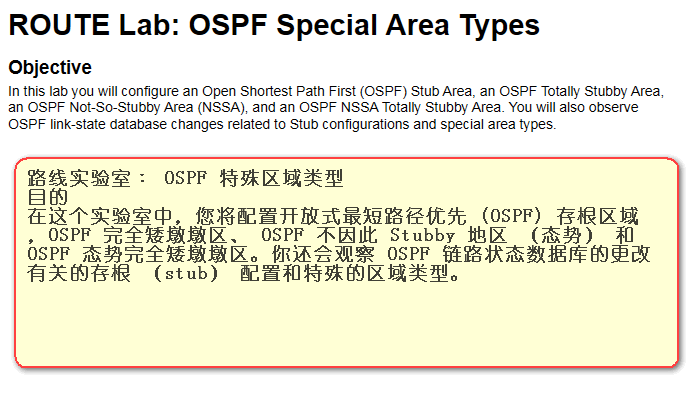 ROUTE Lab: OSPF Special Area Types
Objective
In this lab you will configure an Open Shortest Path First (OSPF) Stub Area, an OSPF Totally Stubby Area,
an OSPF Not-So-Stubby Area (NSSA), and an OSPF NSSA Totally Stubby Area. You will also observe
OSPF link-state database changes related to Stub configurations and special area types.
路线实验室： OSPF 特殊区域类型
目的
在这个实验室中，您将配置开放式最短路径优先 (OSPF) 存根区域
，OSPF 完全矮墩墩区、 OSPF 不因此 Stubby 地区 （态势） 和
OSPF 态势完全矮墩墩区。你还会观察 OSPF 链路状态数据库的更改
有关的存根 （stub） 配置和特殊的区域类型。